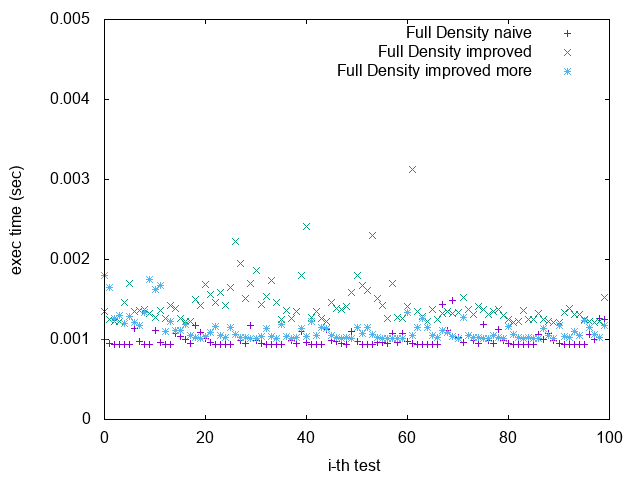 0.005
0.004
0.003
0.002
0.001
0
0 20 40 60 80 100
exec time (sec)
i-th test
Full Density naive
Full Density improved
Full Density improved more